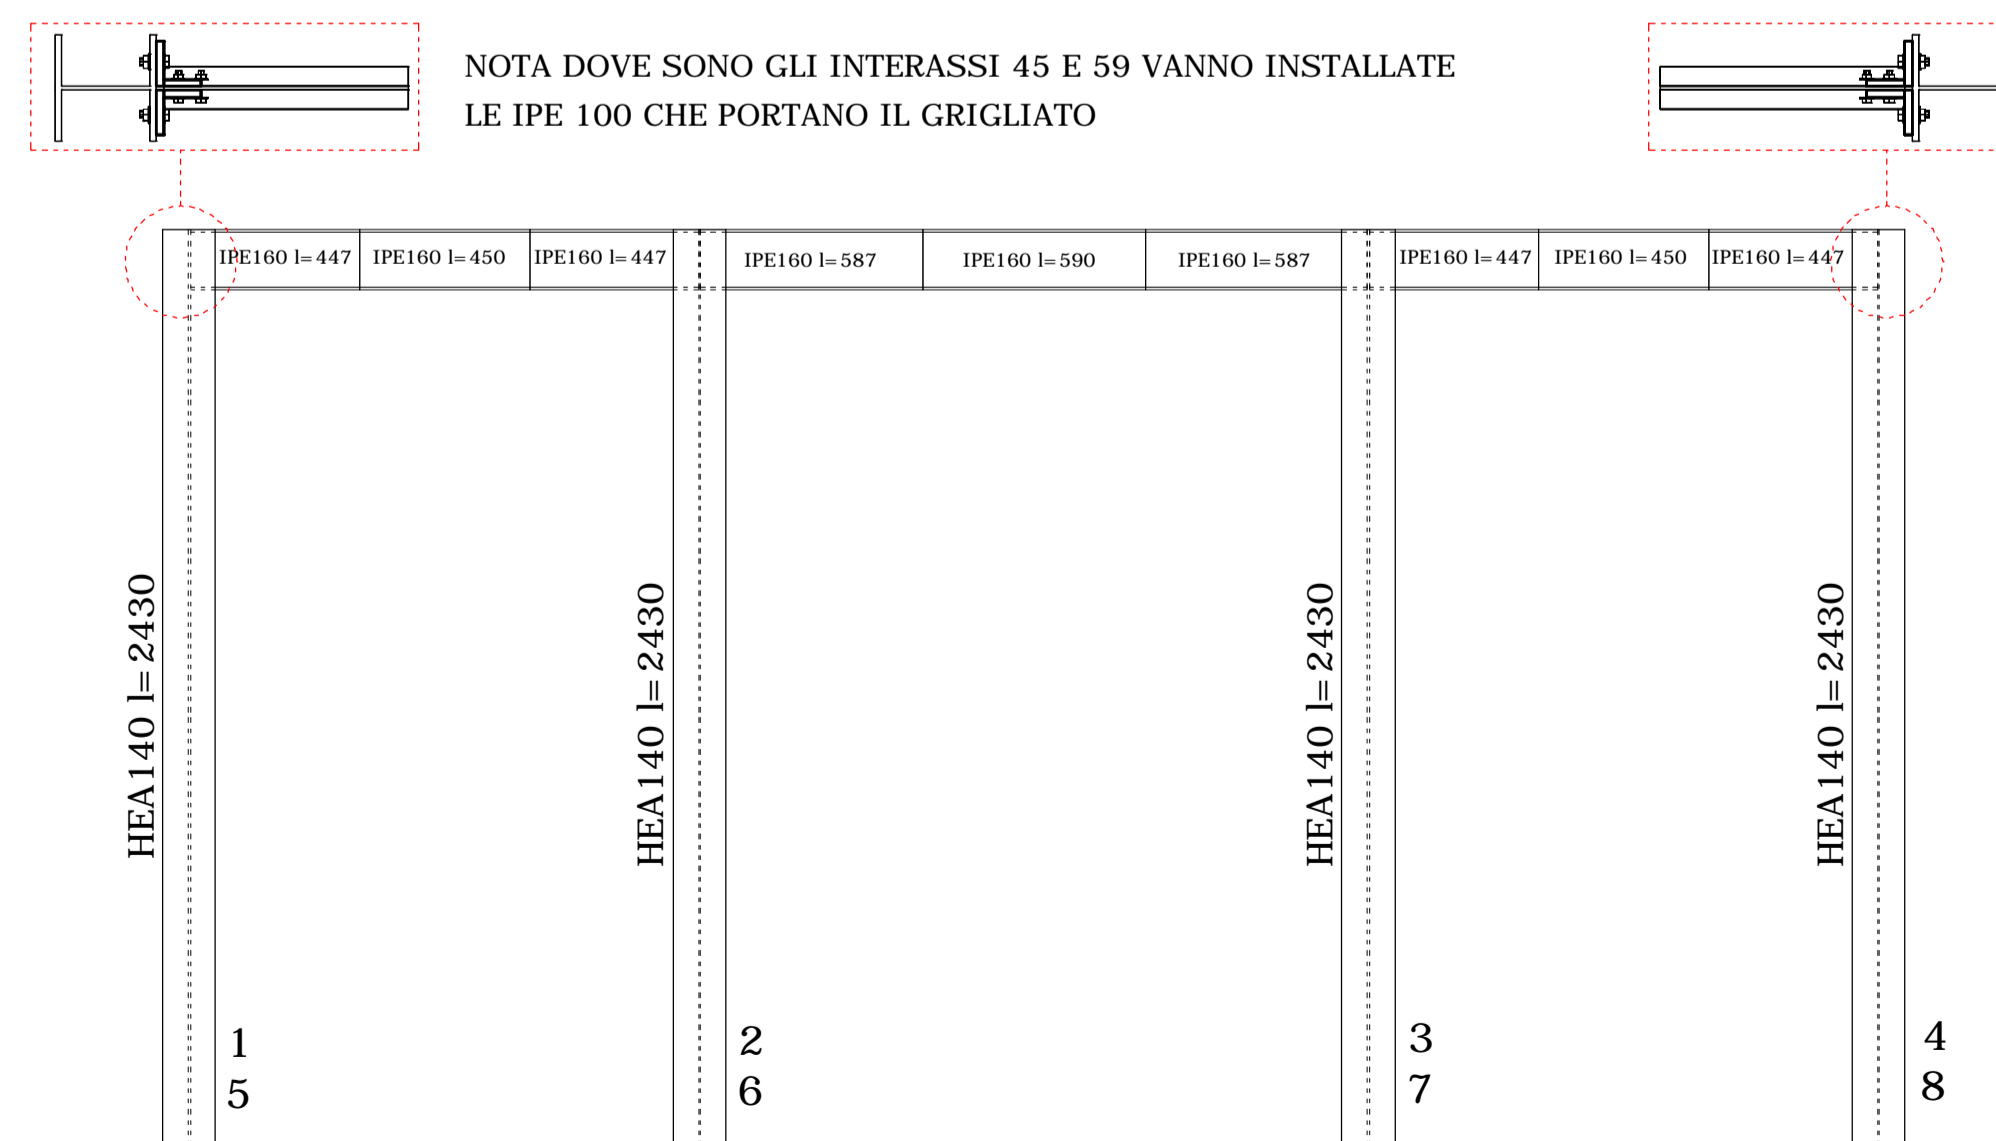 NOTA DOVE SONO GLI INTERASSI 45 E 59 VANNO INSTALLATE
LE IPE 100 CHE PORTANO IL GRIGLIATO
IPE160 l=447
IPE160 l=450
IPE160 l=447
IPE160 l=587
IPE160 l=590
IPE160 l=587
IPE160 l=447
IPE160 l=450
IPE160 l=447
HEA140 l=2430
HEA140 l=2430
HEA140 l=2430
HEA140 l=2430
1
2
3
4
5
6
7
8